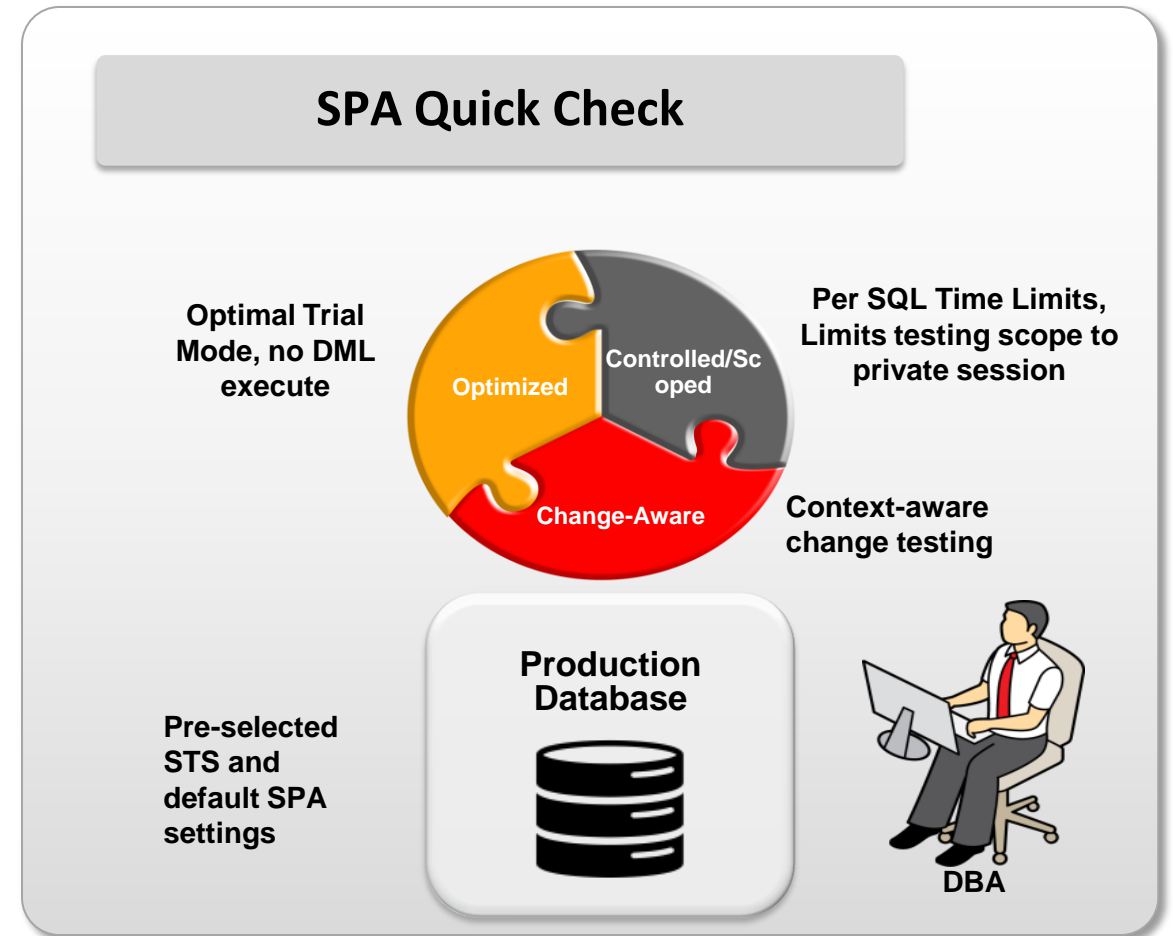 SPA Quick Check
Optimal Trial
Mode, no DML
execute
Optimized
Controlled/Sc
oped
Per SQL Time Limits,
Limits testing scope to
private session
Change-Aware
Context-aware
change testing
Production
Database
Pre-selected
STS and
default SPA
settings
DBA